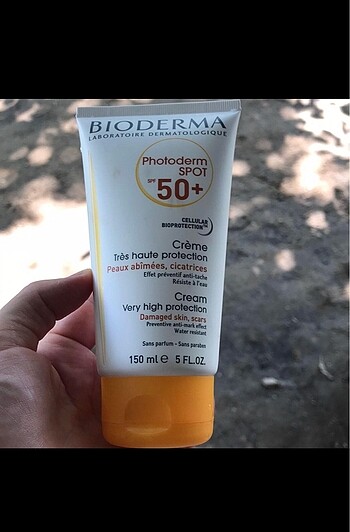 BIODERMA
LABORATOIRE DERMATOLOGIQUE
Photoderm
SPOT
SPF 50+
CELLULAR
BIOPROTECTION™
Crème
Très haute protection
Peaux abîmées, cicatrices
Effet préventif anti-tache
Résiste à l'eau
Cream
Very high protection
Damaged skin, scars
Preventive anti-mark effect
Water resistant
Sans parfum - Sans paraben
150 ml ℮ 5 FL.OZ.